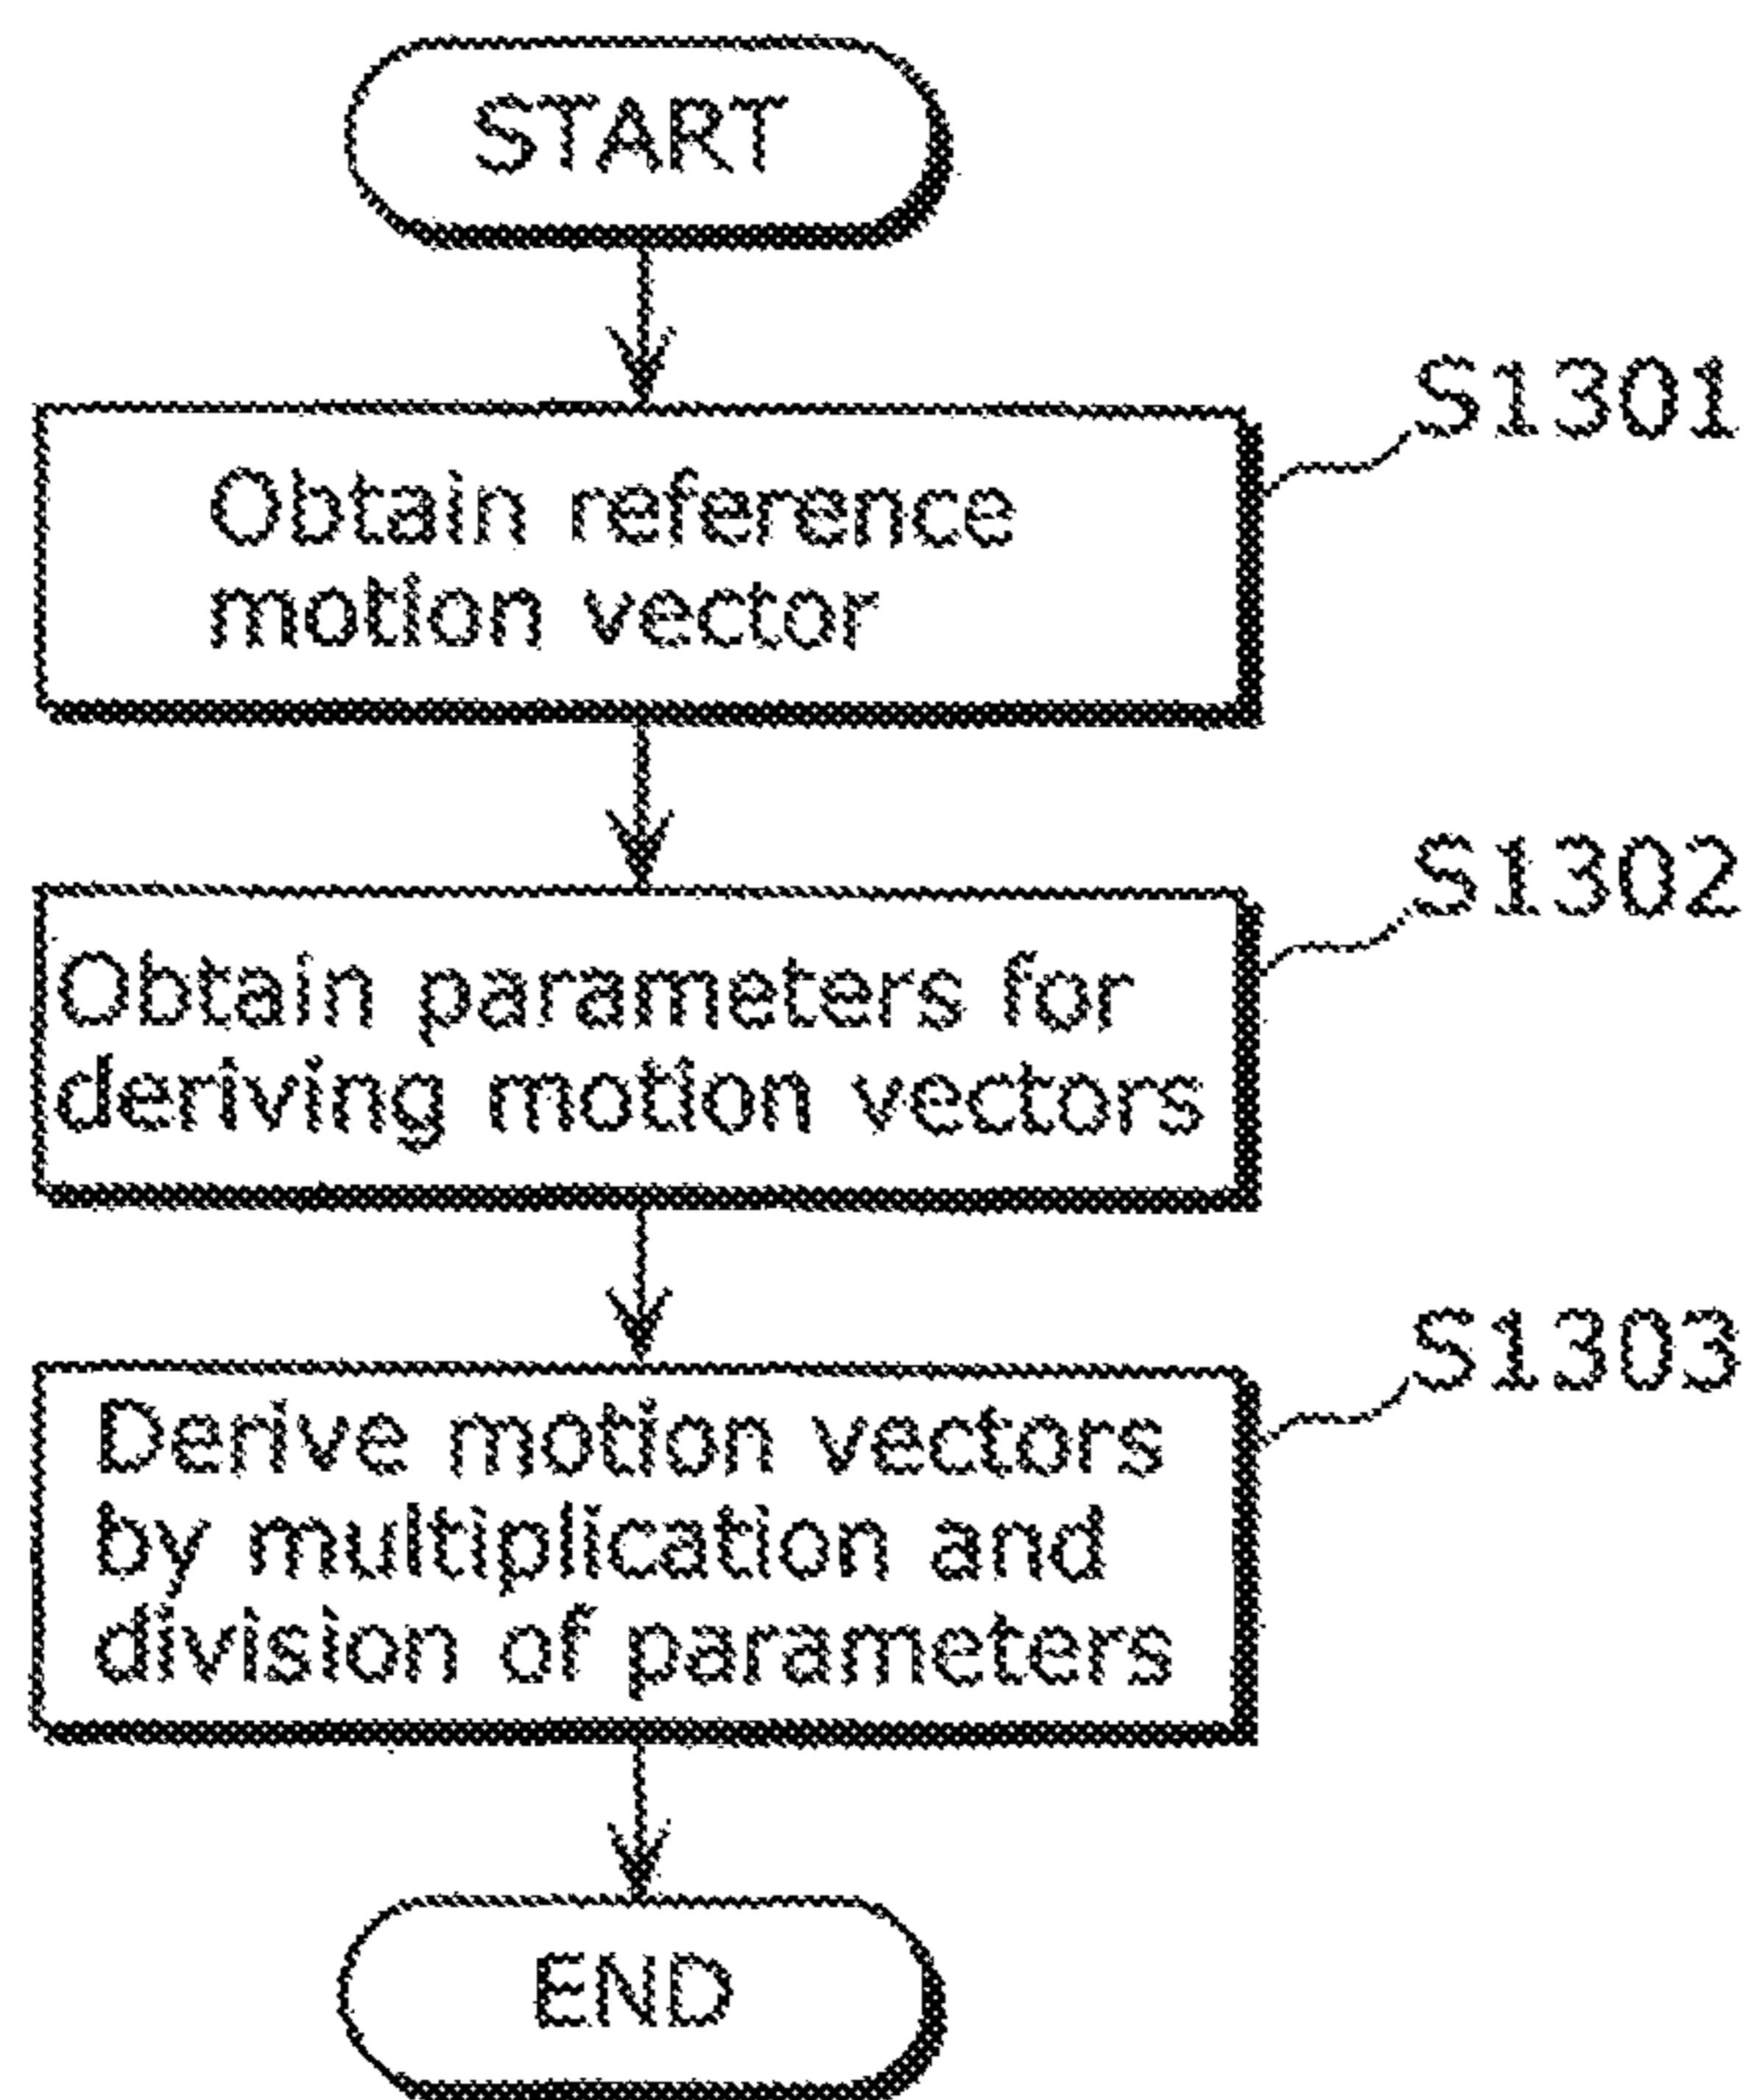 START
S1301
Obtain reference
motion vector
S1302
Obtain parameters for
deriving motion vectors
S1303
Derive motion vectors
by multiplication and
division of parameters
END